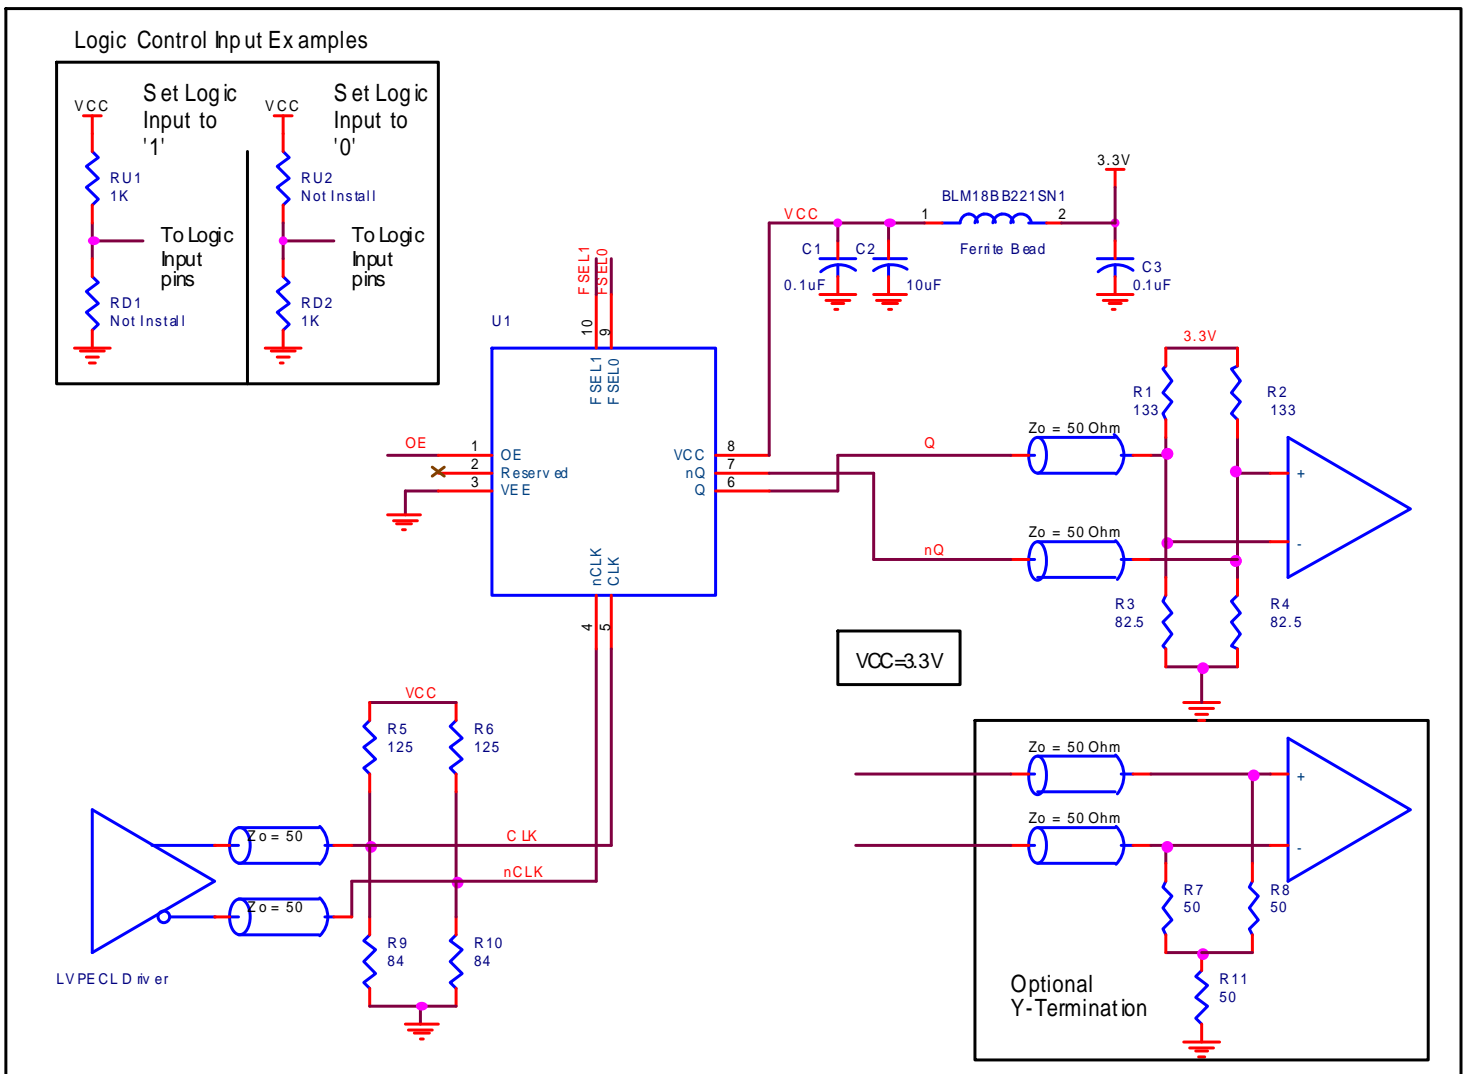 Logic Control Input Examples
VCC
Set Logic
Input to
'1'
RU1
1K
To Logic
Input
pins
RD1
Not Install
VCC
Set Logic
Input to
'0'
RU2
Not Install
To Logic
Input
pins
RD2
1K
3.3V
BLM18BB221SN1
VCC
1
2
Ferrite Bead
C1
0.1uF
C2
10uF
C3
0.1uF
FSEL1
FSEL0
10
9
U1
FSEL1
FSEL0
OE
1
OE
2
Reserved
3
VEE
VCC
8
nQ
7
Q
6
nCLK
CLK
4
5
Q
nQ
Zo = 50 Ohm
Zo = 50 Ohm
3.3V
R1
133
R2
133
+
-
R3
82.5
R4
82.5
VCC=3.3V
VCC
R5
125
R6
125
Zo = 50
CLK
nCLK
Zo = 50
R9
84
R10
84
LVPECL Driver
Zo = 50 Ohm
Zo = 50 Ohm
+
-
R7
50
R8
50
R11
50
Optional
Y-Termination